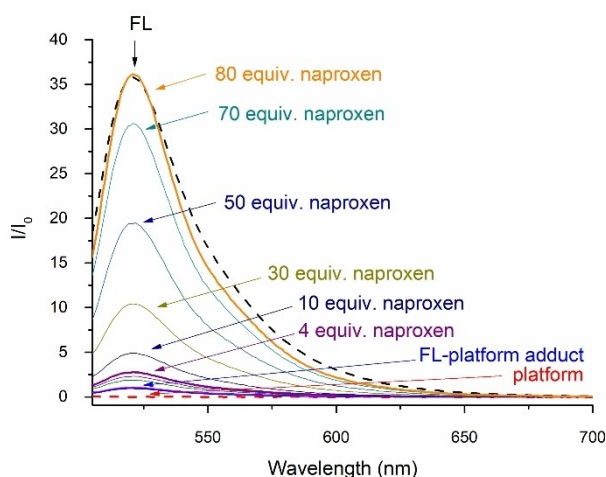 FL
40
35
30
25
20
15
10
5
0
I/I₀
80 equiv. naproxen
70 equiv. naproxen
50 equiv. naproxen
30 equiv. naproxen
10 equiv. naproxen
4 equiv. naproxen
FL-platform adduct
platform
550 600 650 700
Wavelength (nm)